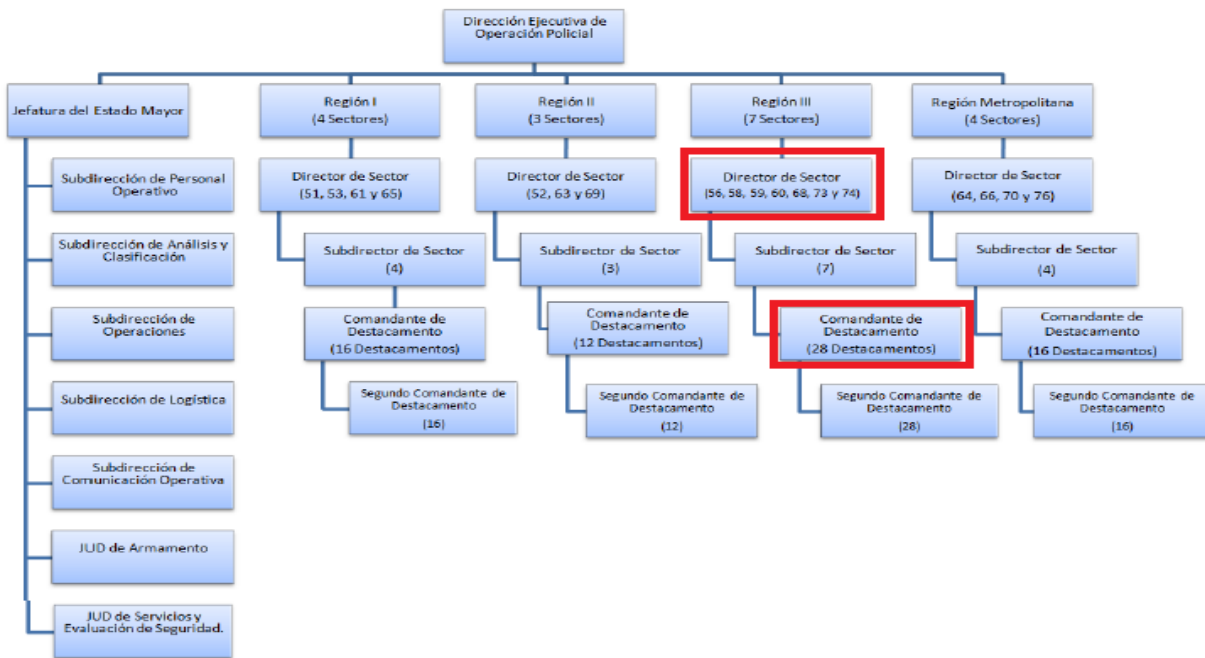 Dirección Ejecutiva de
Operación Policial
Jefatura del Estado Mayor
Región I
(4 Sectores)
Región II
(3 Sectores)
Región III
(7 Sectores)
Región Metropolitana
(4 Sectores)
Subdirección de Personal
Operativo
Director de Sector
(51, 53, 61 y 65)
Director de Sector
(52, 63 y 69)
Director de Sector
(56, 58, 59, 60, 68, 73 y 74)
Director de Sector
(64, 66, 70 y 76)
Subdirección de Análisis y
Clasificación
Subdirector de Sector
(4)
Subdirector de Sector
(3)
Subdirector de Sector
(7)
Subdirector de Sector
(4)
Subdirección de
Operaciones
Comandante de
Destacamento
(16 Destacamentos)
Comandante de
Destacamento
(12 Destacamentos)
Comandante de
Destacamento
(28 Destacamentos)
Comandante de
Destacamento
(16 Destacamentos)
Subdirección de Logística
Segundo Comandante de
Destacamento
(16)
Segundo Comandante de
Destacamento
(12)
Segundo Comandante de
Destacamento
(28)
Segundo Comandante de
Destacamento
(16)
Subdirección de
Comunicación Operativa
JUD de Armamento
JUD de Servicios y
Evaluación de Seguridad.